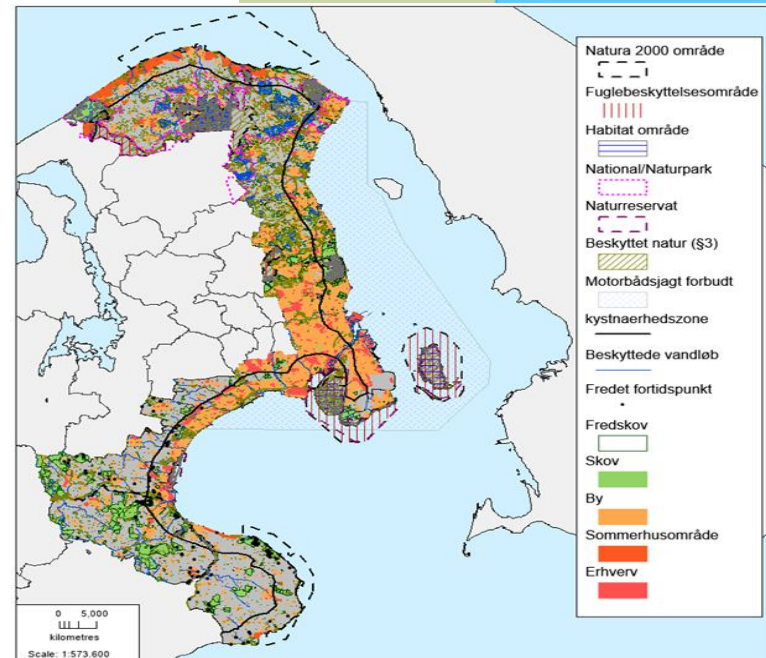 Natura 2000 område
Fuglebeskyttelsesområde
Habitat område
National/Naturpark
Naturreservat
Beskyttet natur (§3)
Motorbådsjagt forbudt
kystnaerhedszone
Beskyttede vandløb
Fredet fortidspunkt
Fredskov
Skov
By
Sommerhusområde
Erhverv
0 5,000
kilometres
Scale: 1:573.600